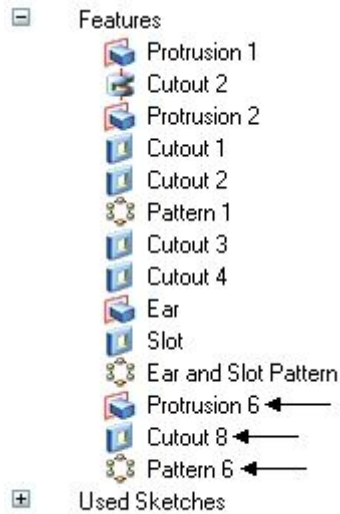 Features
Protrusion 1
Cutout 2
Protrusion 2
Cutout 1
Cutout 2
Pattern 1
Cutout 3
Cutout 4
Ear
Slot
Ear and Slot Pattern
Protrusion 6
Cutout 8
Pattern 6
Used Sketches